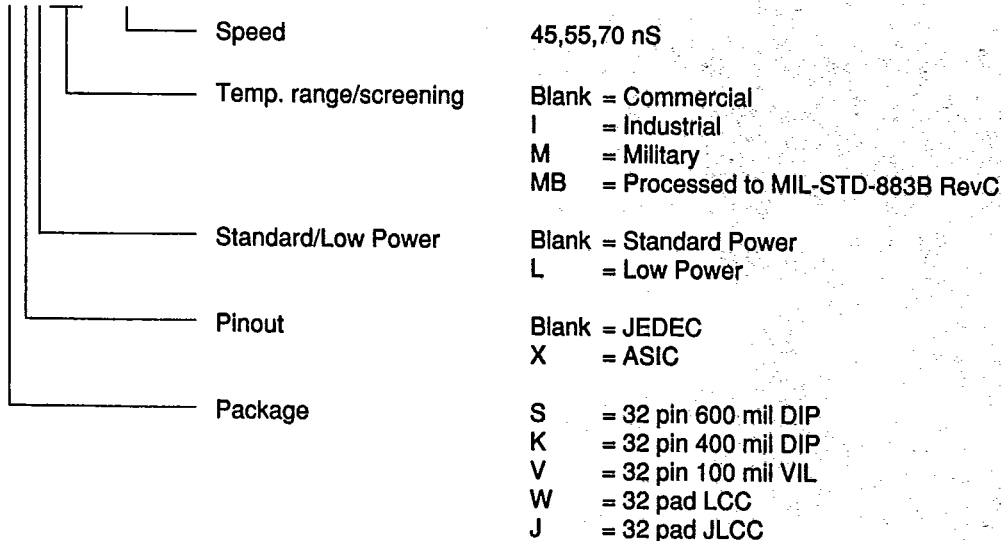 Speed 45,55,70 nS
Temp. range/screening Blank = Commercial
I = Industrial
M = Military
MB = Processed to MIL-STD-883B RevC
Standard/Low Power Blank = Standard Power
L = Low Power
Pinout Blank = JEDEC
X = ASIC
Package S = 32 pin 600 mil DIP
K = 32 pin 400 mil DIP
V = 32 pin 100 mil VIL
W = 32 pad LCC
J = 32 pad JLCC